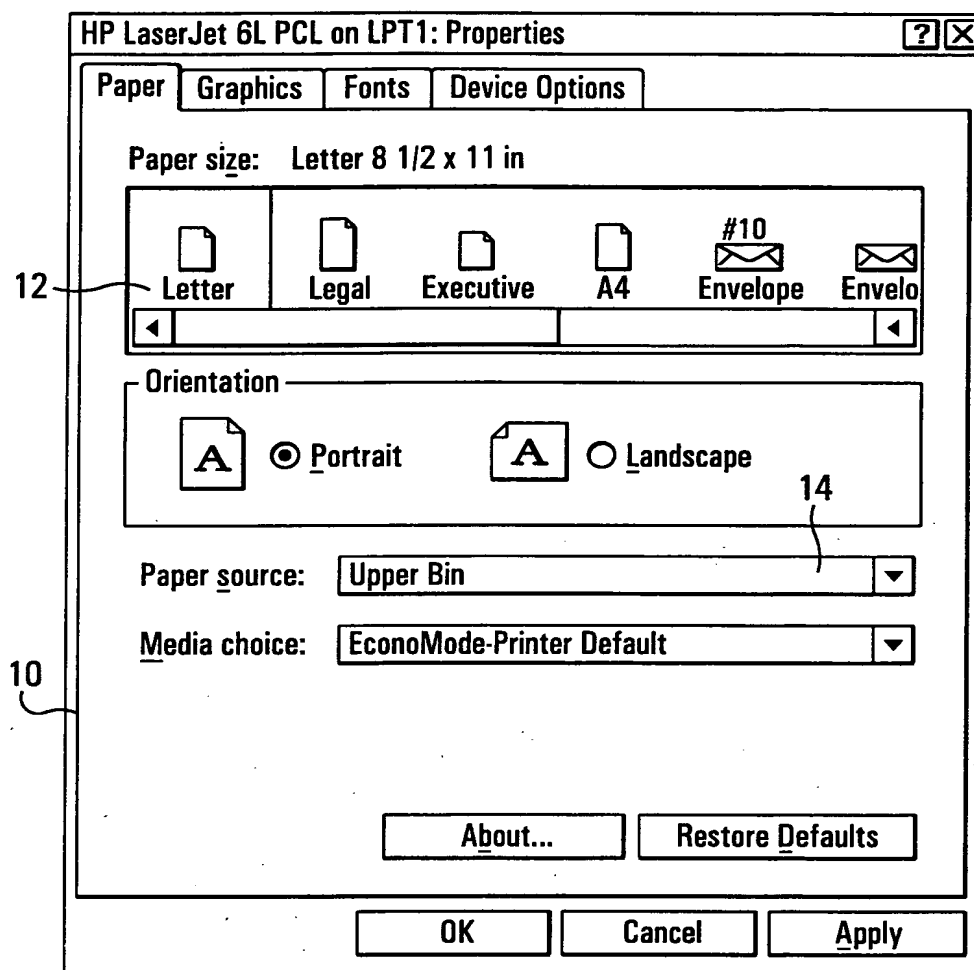 HP LaserJet 6L PCL on LPT1: Properties ? X
Paper Graphics Fonts Device Options
Paper size: Letter 8 1/2 x 11 in
#10
12 Letter Legal Executive A4 Envelope Envelo
Orientation
A Portrait A Landscape
14
Paper source: Upper Bin
Media choice: EconoMode-Printer Default
10
About... Restore Defaults
OK Cancel Apply